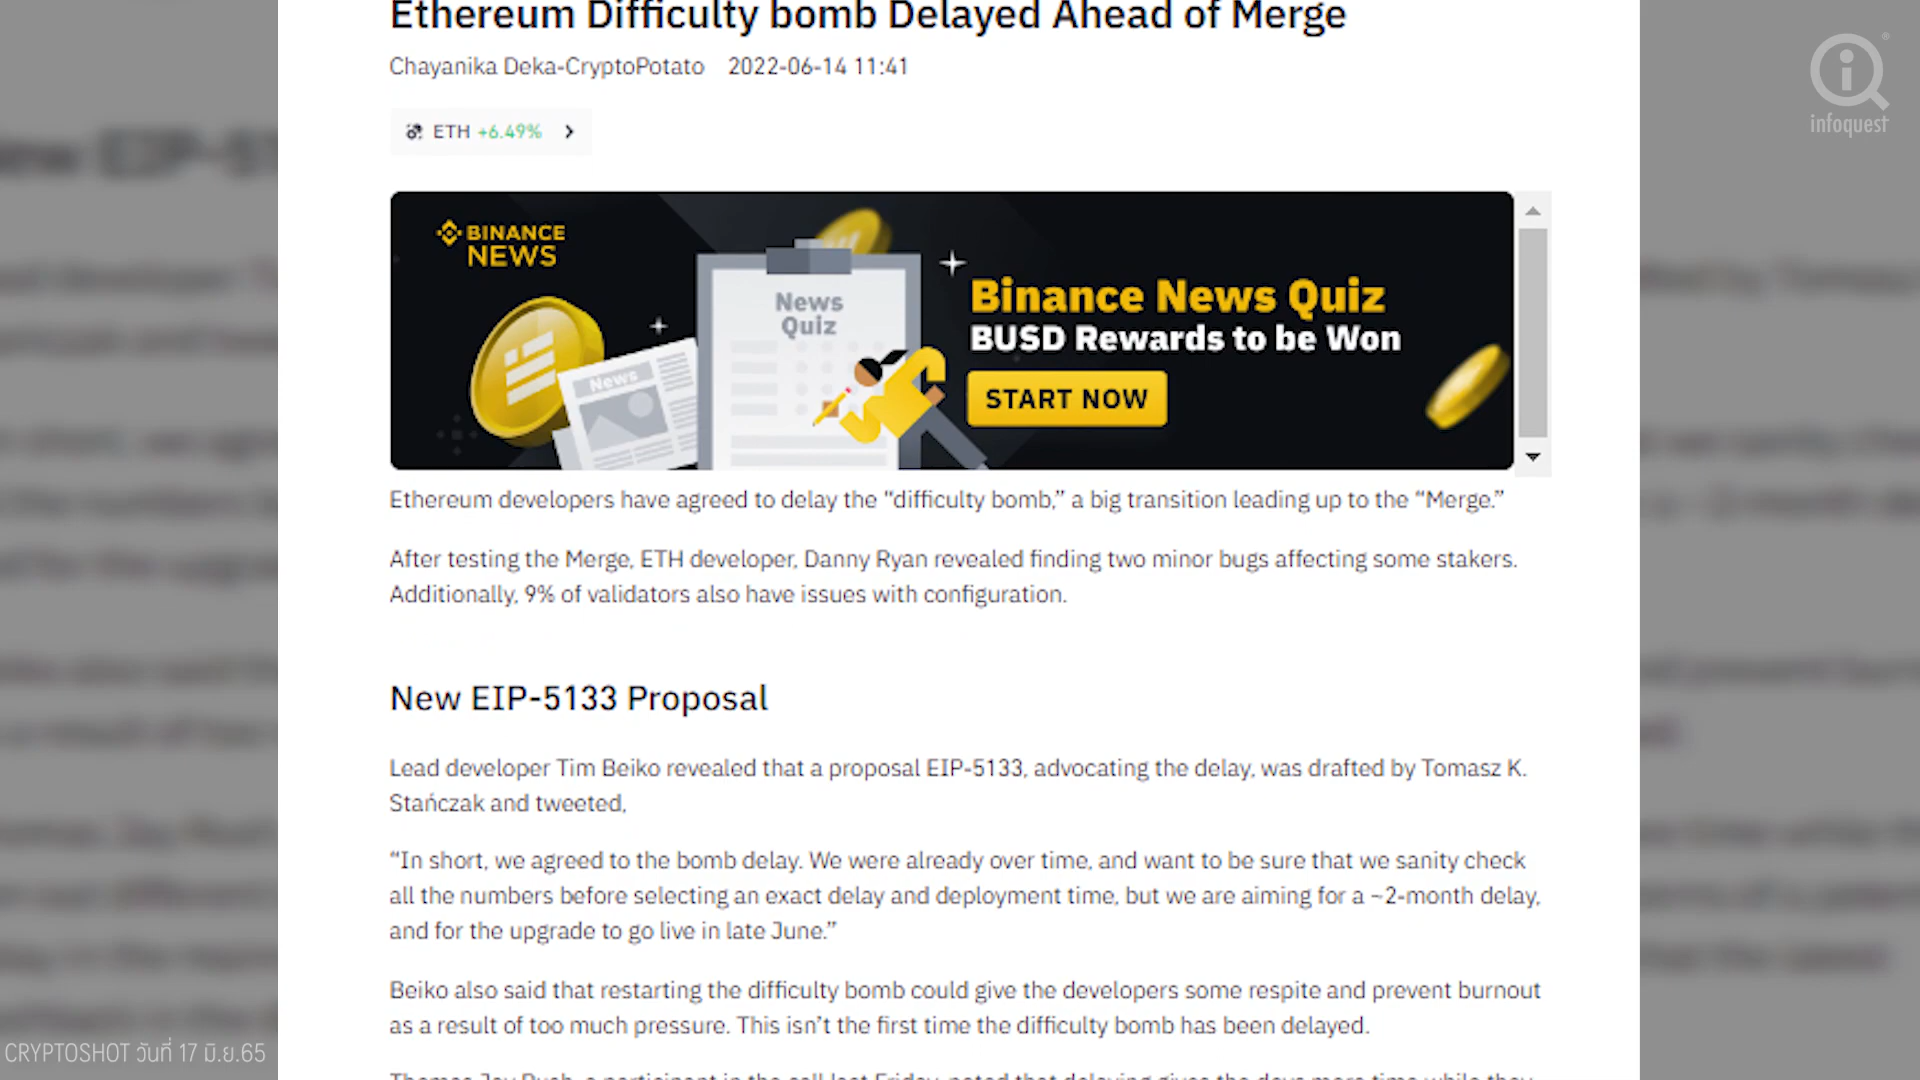 Ethereum Difficulty bomb Delayed Ahead of Merge
Chayanika Deka-CryptoPotato 2022-06-14 11:41
ETH +6.49%
infoquest
BINANCE
NEWS
News
Quiz
News
Binance News Quiz
BUSD Rewards to be Won
START NOW
Ethereum developers have agreed to delay the “difficulty bomb,” a big transition leading up to the “Merge.”
After testing the Merge, ETH developer, Danny Ryan revealed finding two minor bugs affecting some stakers.
Additionally, 9% of validators also have issues with configuration.
New EIP-5133 Proposal
Lead developer Tim Beiko revealed that a proposal EIP-5133, advocating the delay, was drafted by Tomasz K.
Stańczak and tweeted,
“In short, we agreed to the bomb delay. We were already over time, and want to be sure that we sanity check
all the numbers before selecting an exact delay and deployment time, but we are aiming for a ~2-month delay,
and for the upgrade to go live in late June.”
Beiko also said that restarting the difficulty bomb could give the developers some respite and prevent burnout
as a result of too much pressure. This isn’t the first time the difficulty bomb has been delayed.
CRYPTOSHOT วันที่ 17 มิ.ย.65